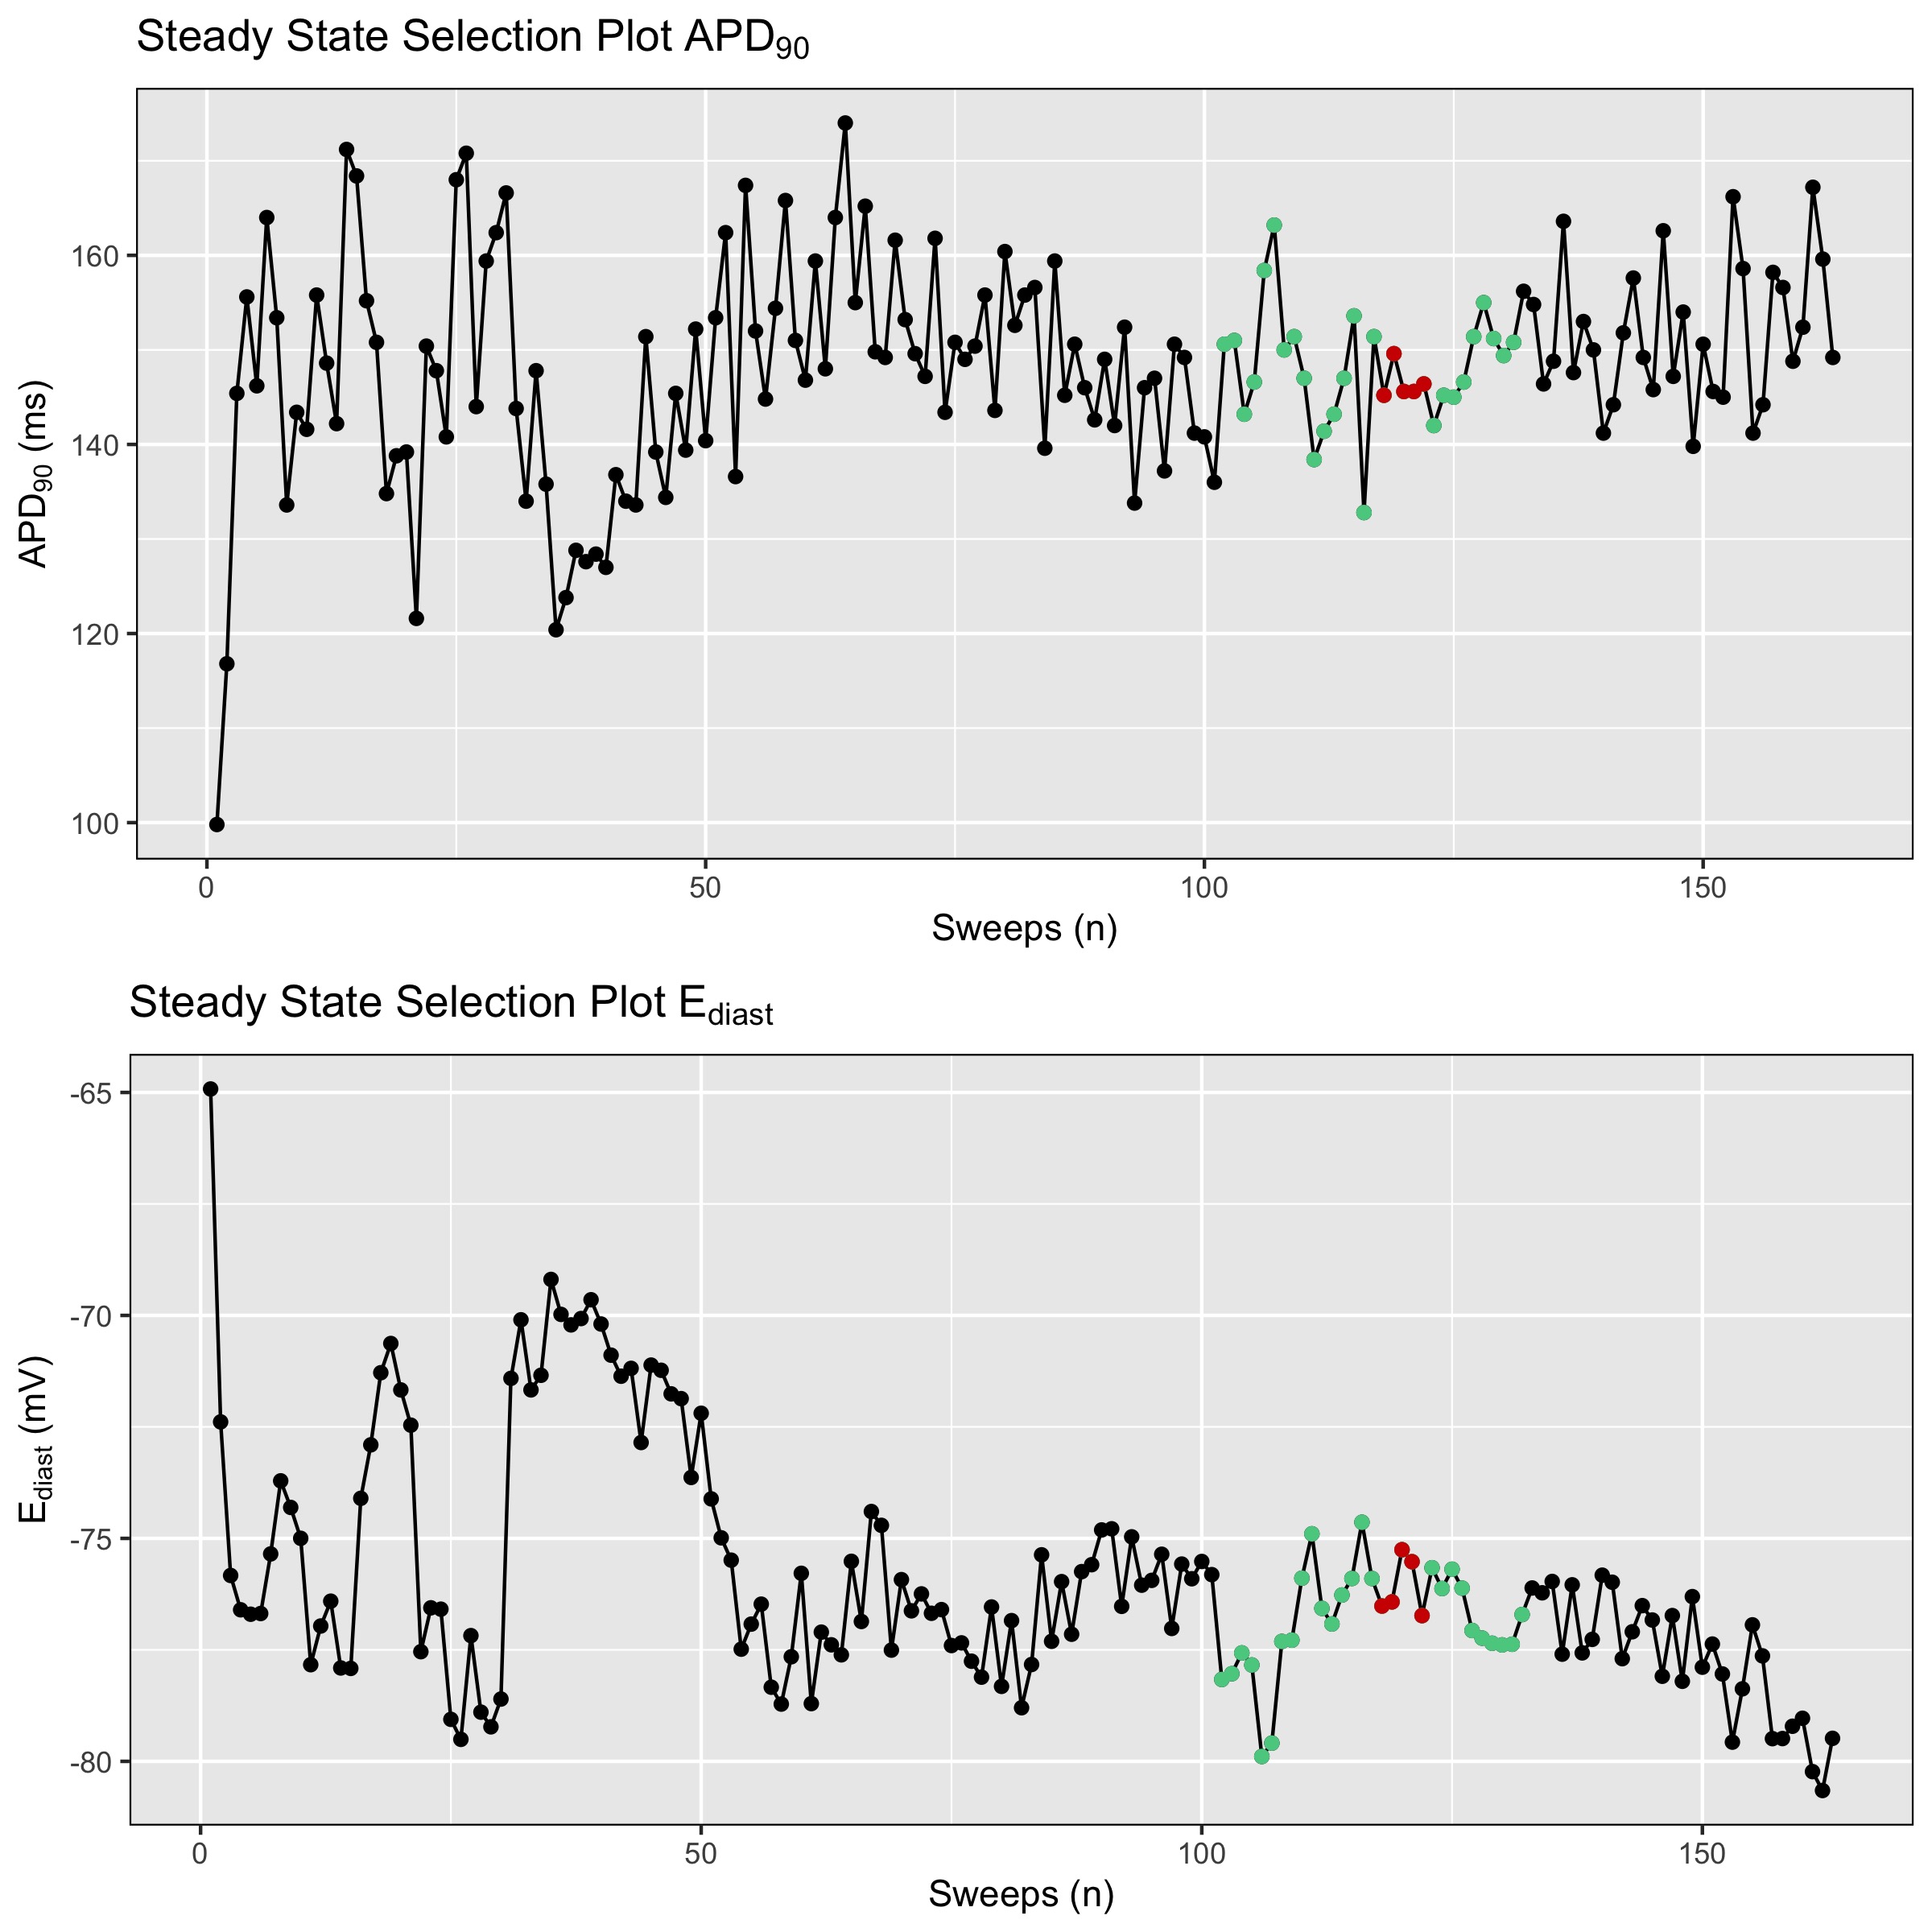 Steady State Selection Plot APD90
160
140
120
100
APD90 (ms)
0 50 100 150
Sweeps (n)
Steady State Selection Plot Ediast
-65
-70
-75
-80
Ediast (mV)
0 50 100 150
Sweeps (n)